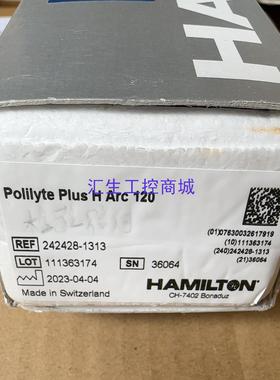 HA
Polilyte Plus H Arc 120
汇生工控商城
(01)07630032617919
(10)111363174
(240)242428-1313
(21)36064
REF 242428-1313
LOT 111363174 SN 36064
2023-04-04
Made in Switzerland
HAMILTON
CH-7402 Bonaduz